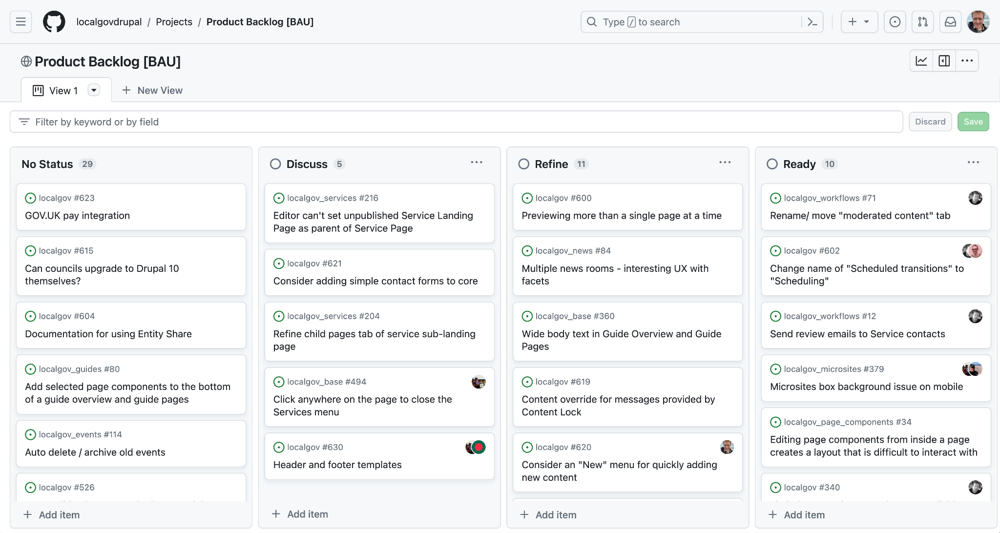 localgovdrupal / Projects / Product Backlog [BAU]
Type / to search
Product Backlog [BAU]
View 1
New View
Filter by keyword or by field
Discard
Save
No Status 29
localgov #623
GOV.UK pay integration
localgov #615
Can councils upgrade to Drupal 10
themselves?
localgov #604
Documentation for using Entity Share
localgov_guides #80
Add selected page components to the bottom
of a guide overview and guide pages
localgov_events #114
Auto delete / archive old events
localgov #526
Add item
Discuss 5
localgov_services #216
Editor can't set unpublished Service Landing
Page as parent of Service Page
localgov #621
Consider adding simple contact forms to core
localgov_services #204
Refine child pages tab of service sub-landing
page
localgov_base #494
Click anywhere on the page to close the
Services menu
localgov #630
Header and footer templates
Add item
Refine 11
localgov #600
Previewing more than a single page at a time
localgov_news #84
Multiple news rooms - interesting UX with
facets
localgov_base #360
Wide body text in Guide Overview and Guide
Pages
localgov #619
Content override for messages provided by
Content Lock
localgov #620
Consider an "New" menu for quickly adding
new content
Add item
Ready 10
localgov_workflows #71
Rename/ move "moderated content" tab
localgov #602
Change name of "Scheduled transitions" to
"Scheduling"
localgov_workflows #12
Send review emails to Service contacts
localgov_microsites #379
Microsites box background issue on mobile
localgov_page_components #34
Editing page components from inside a page
creates a layout that is difficult to interact with
localgov #340
Add item